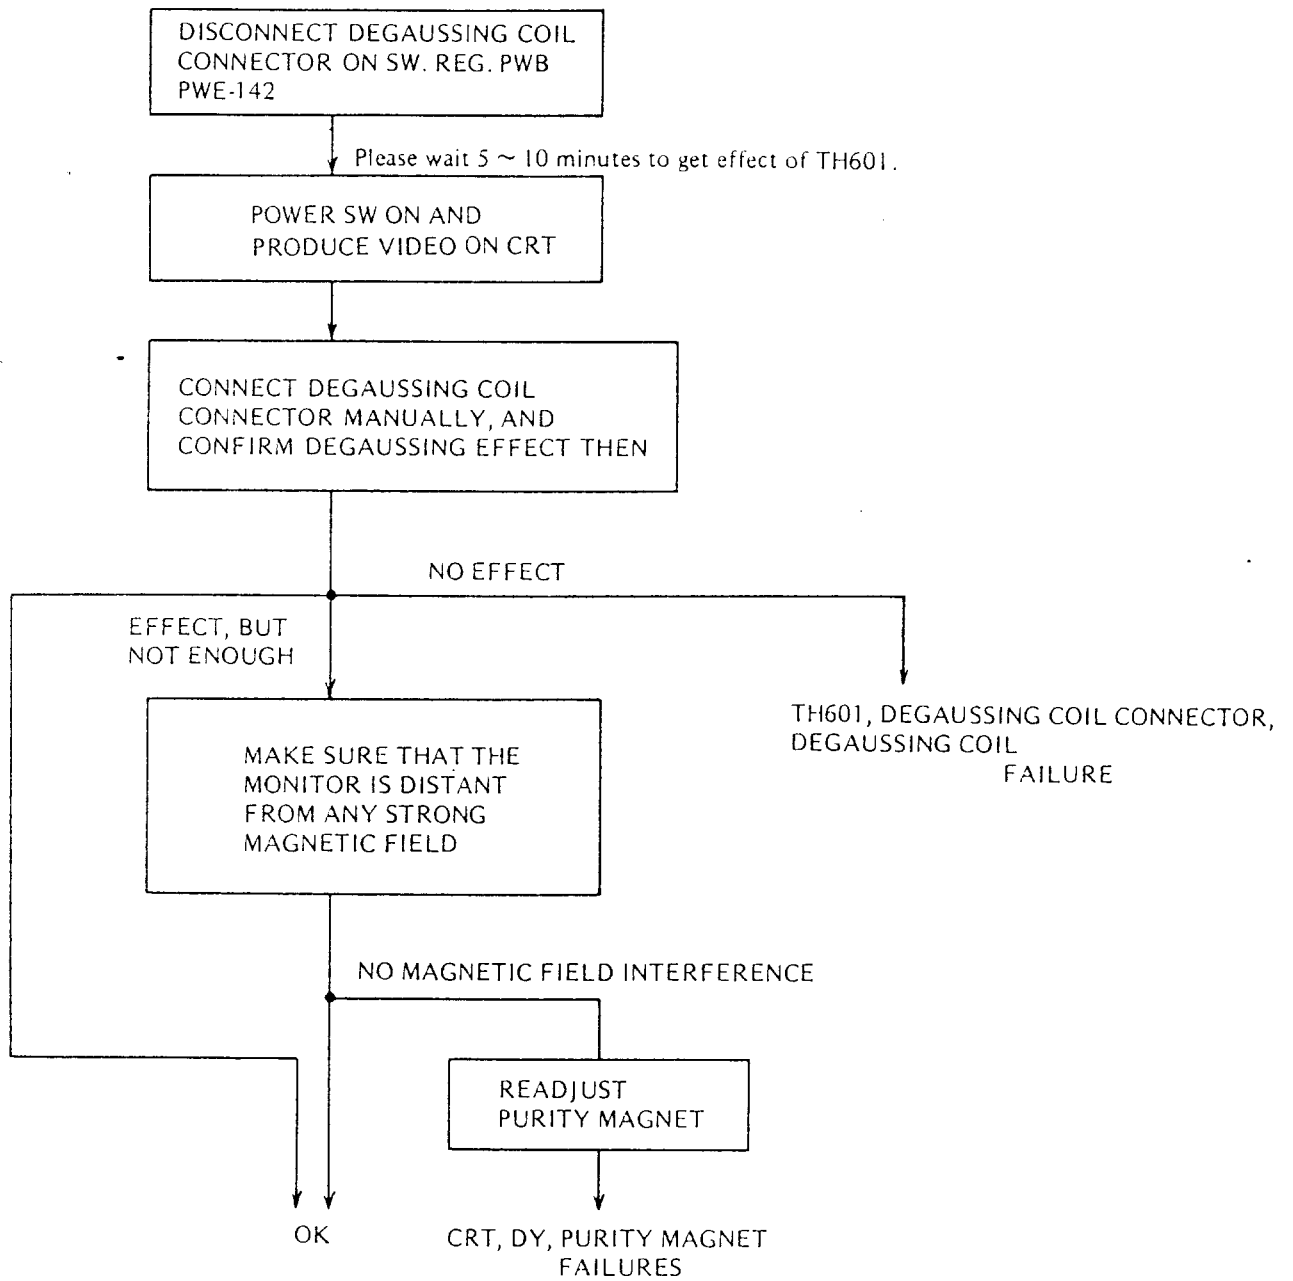 DISCONNECT DEGAUSSING COIL
CONNECTOR ON SW. REG. PWB
PWE-142
Please wait 5 ~ 10 minutes to get effect of TH601.
POWER SW ON AND
PRODUCE VIDEO ON CRT
CONNECT DEGAUSSING COIL
CONNECTOR MANUALLY, AND
CONFIRM DEGAUSSING EFFECT THEN
NO EFFECT
EFFECT, BUT
NOT ENOUGH
TH601, DEGAUSSING COIL CONNECTOR,
DEGAUSSING COIL
FAILURE
MAKE SURE THAT THE
MONITOR IS DISTANT
FROM ANY STRONG
MAGNETIC FIELD
NO MAGNETIC FIELD INTERFERENCE
READJUST
PURITY MAGNET
OK
CRT, DY, PURITY MAGNET
FAILURES